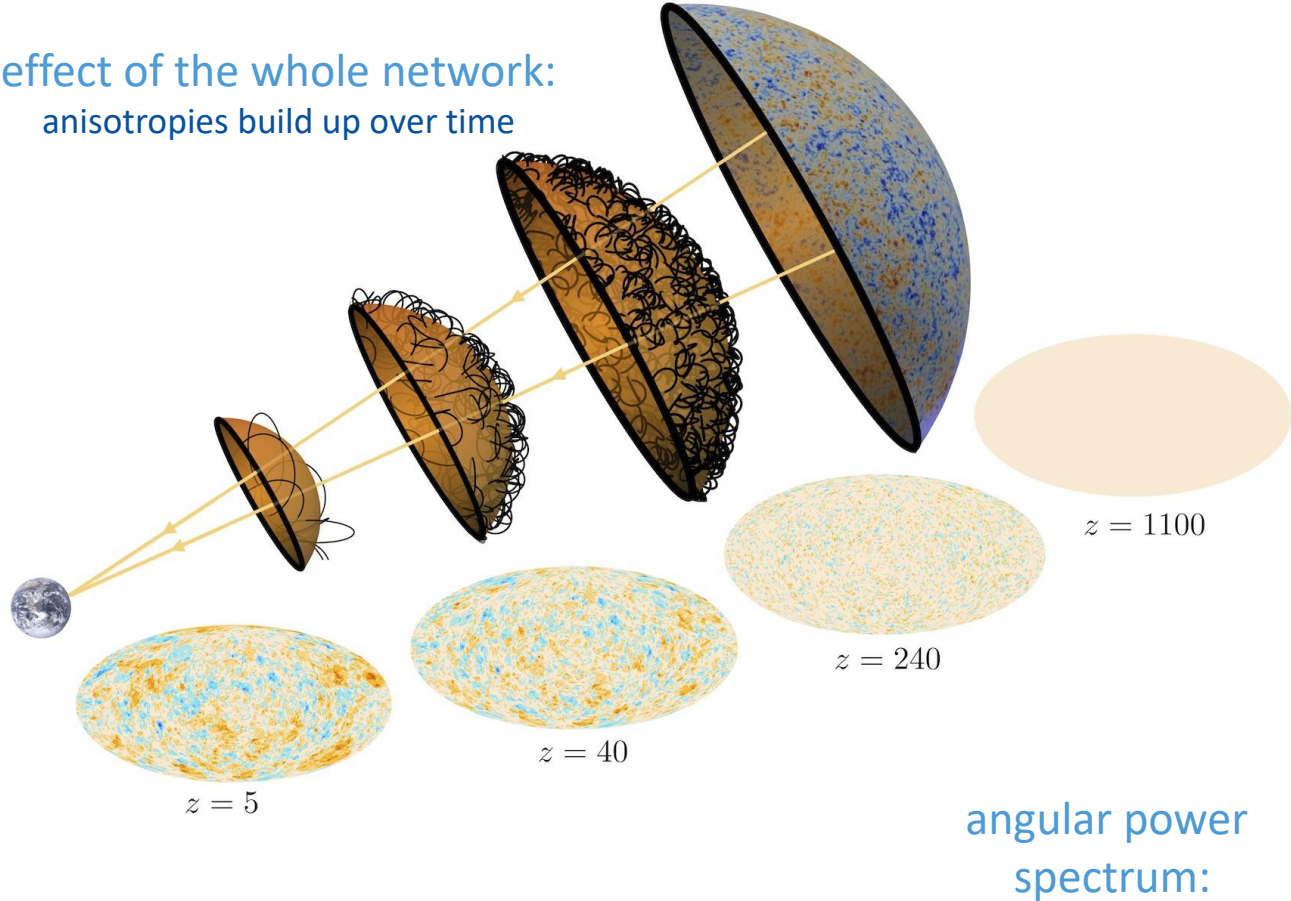 effect of the whole network:
anisotropies build up over time
z = 1100
z = 240
z = 40
z = 5
angular power
spectrum: